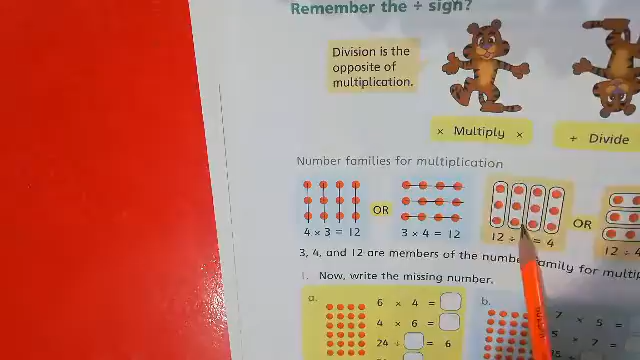 Remember the ÷ sign?
Division is the
opposite of
multiplication.
× Multiply ×
÷ Divide
Number families for multiplication
OR
OR
4 × 3 = 12
3 × 4 = 12
12 ÷ = 4
12 ÷ 4
3, 4, and 12 are members of the number family for
1. Now, write the missing number.
a.
6 × 4 =
4 × 6 =
24 ÷ = 6
b.
7 × 5 =
5 × 7 =